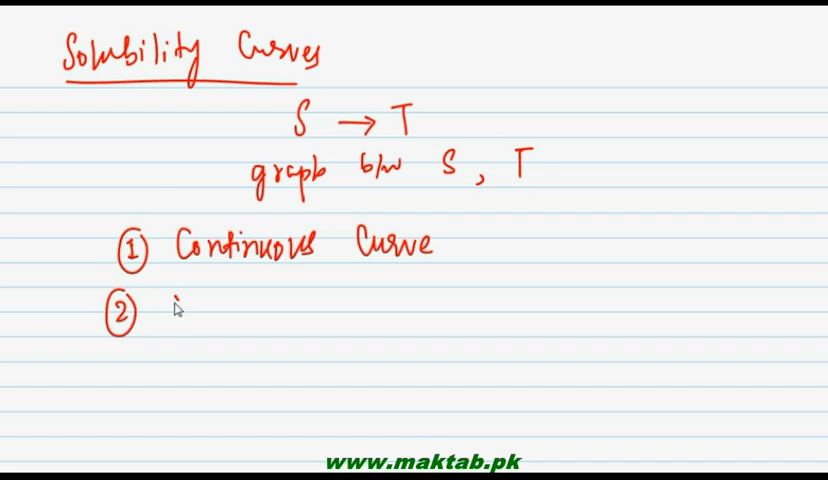 Solubility Curves
S → T
graph b/w S, T
① Continuous Curve
②
www.maktab.pk